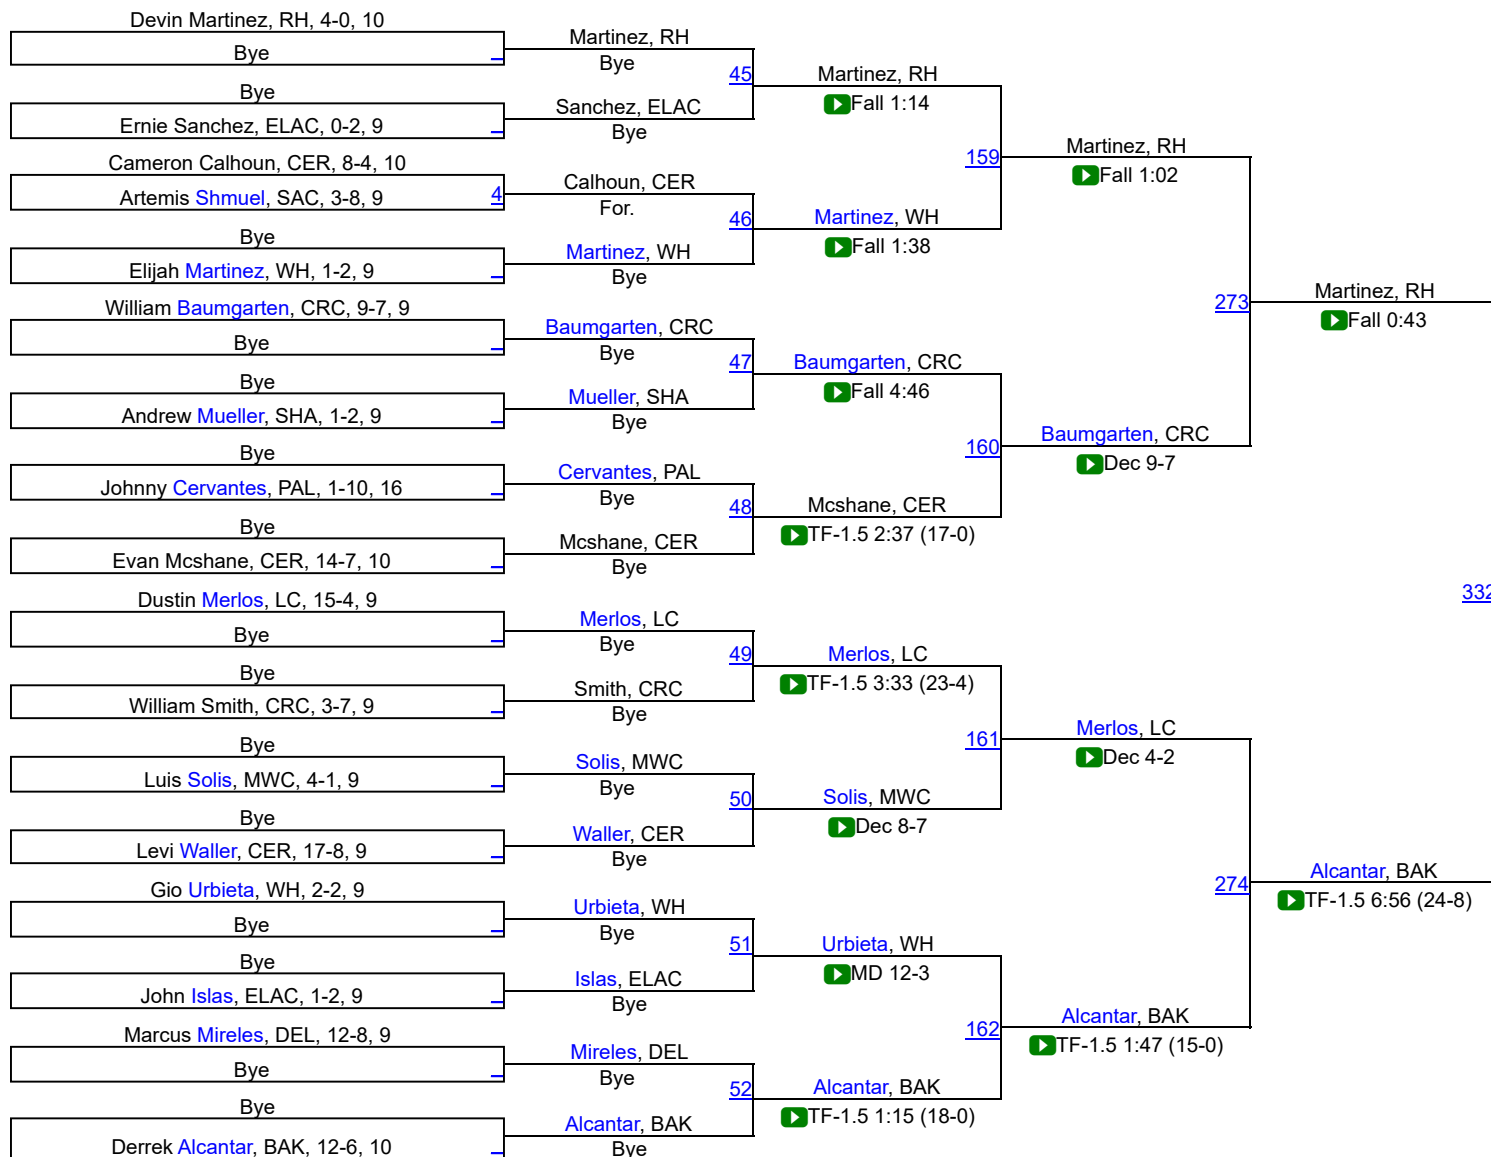 Devin Martinez, RH, 4-0, 10
Bye
Bye
Ernie Sanchez, ELAC, 0-2, 9
Cameron Calhoun, CER, 8-4, 10
Artemis Shmuel, SAC, 3-8, 9
4
Bye
Elijah Martinez, WH, 1-2, 9
William Baumgarten, CRC, 9-7, 9
Bye
Bye
Andrew Mueller, SHA, 1-2, 9
Bye
Johnny Cervantes, PAL, 1-10, 16
Bye
Evan Mcshane, CER, 14-7, 10
Dustin Merlos, LC, 15-4, 9
Bye
Bye
William Smith, CRC, 3-7, 9
Bye
Luis Solis, MWC, 4-1, 9
Bye
Levi Waller, CER, 17-8, 9
Gio Urbieta, WH, 2-2, 9
Bye
Bye
John Islas, ELAC, 1-2, 9
Marcus Mireles, DEL, 12-8, 9
Bye
Bye
Derrek Alcantar, BAK, 12-6, 10
Martinez, RH
Bye
45
Sanchez, ELAC
Bye
Calhoun, CER
For.
46
Martinez, WH
Bye
Baumgarten, CRC
Bye
47
Mueller, SHA
Bye
Cervantes, PAL
Bye
48
Mcshane, CER
Bye
Merlos, LC
Bye
49
Smith, CRC
Bye
Solis, MWC
Bye
50
Waller, CER
Bye
Urbieta, WH
Bye
51
Islas, ELAC
Bye
Mireles, DEL
Bye
52
Alcantar, BAK
Bye
Martinez, RH
Fall 1:14
159
Martinez, WH
Fall 1:38
Baumgarten, CRC
Fall 4:46
160
Mcshane, CER
TF-1.5 2:37 (17-0)
Merlos, LC
TF-1.5 3:33 (23-4)
161
Solis, MWC
Dec 8-7
Urbieta, WH
MD 12-3
162
Alcantar, BAK
TF-1.5 1:15 (18-0)
Martinez, RH
Fall 1:02
273
Baumgarten, CRC
Dec 9-7
Merlos, LC
Dec 4-2
274
Alcantar, BAK
TF-1.5 1:47 (15-0)
Martinez, RH
Fall 0:43
332
Alcantar, BAK
TF-1.5 6:56 (24-8)